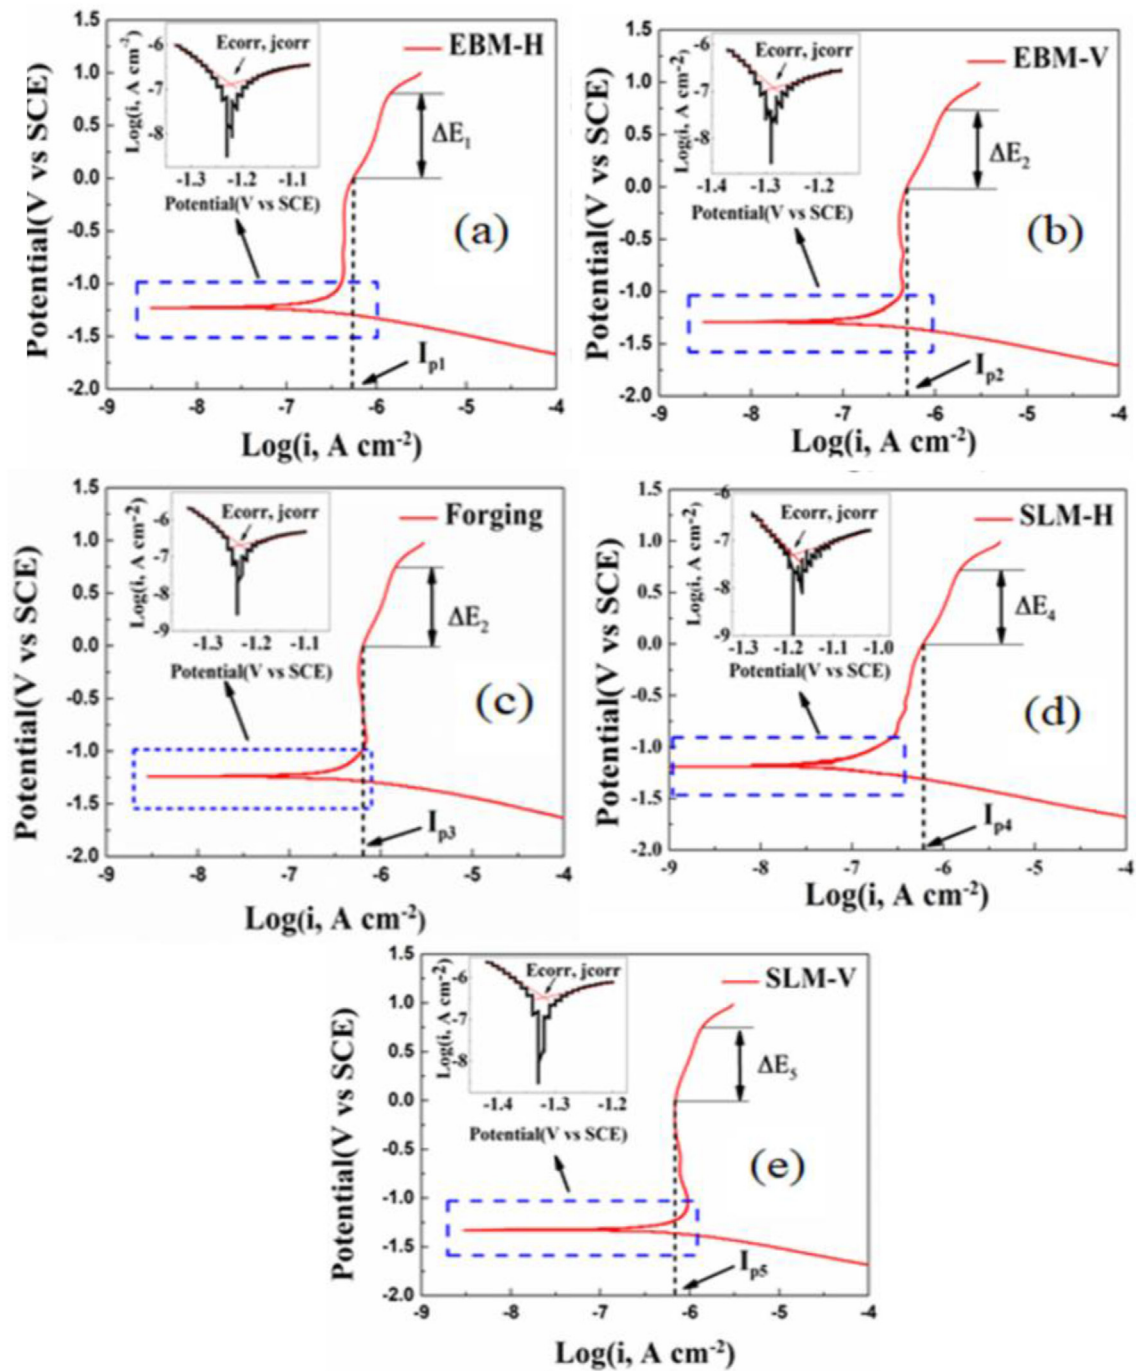 EBM-H
Ecorr, jcorr
Log(i, A cm-2)
-6
-7
-8
-1.3 -1.2 -1.1
Potential(V vs SCE)
1.5
1.0
0.5
0.0
-0.5
-1.0
-1.5
-2.0
Potential(V vs SCE)
ΔE1
(a)
Ip1
-9 -8 -7 -6 -5 -4
Log(i, A cm-2)
EBM-V
Ecorr, jcorr
Log(i, A cm-2)
-6
-7
-8
-1.4 -1.3 -1.2
Potential(V vs SCE)
1.5
1.0
0.5
0.0
-0.5
-1.0
-1.5
-2.0
Potential(V vs SCE)
ΔE2
(b)
Ip2
-9 -8 -7 -6 -5 -4
Log(i, A cm-2)
Forging
Ecorr, jcorr
Log(i, A cm-2)
-6
-7
-8
-9
-1.3 -1.2 -1.1
Potential(V vs SCE)
1.5
1.0
0.5
0.0
-0.5
-1.0
-1.5
-2.0
Potential(V vs SCE)
ΔE2
(c)
Ip3
-9 -8 -7 -6 -5 -4
Log(i, A cm-2)
SLM-H
Ecorr, jcorr
Log(i, A cm-2)
-6
-7
-8
-9
-1.3 -1.2 -1.1 -1.0
Potential(V vs SCE)
1.5
1.0
0.5
0.0
-0.5
-1.0
-1.5
-2.0
Potential(V vs SCE)
ΔE4
(d)
Ip4
-9 -8 -7 -6 -5 -4
Log(i, A cm-2)
SLM-V
Ecorr, jcorr
Log(i, A cm-2)
-6
-7
-8
-1.4 -1.3 -1.2
Potential(V vs SCE)
1.5
1.0
0.5
0.0
-0.5
-1.0
-1.5
-2.0
Potential(V vs SCE)
ΔE5
(e)
Ip5
-9 -8 -7 -6 -5 -4
Log(i, A cm-2)